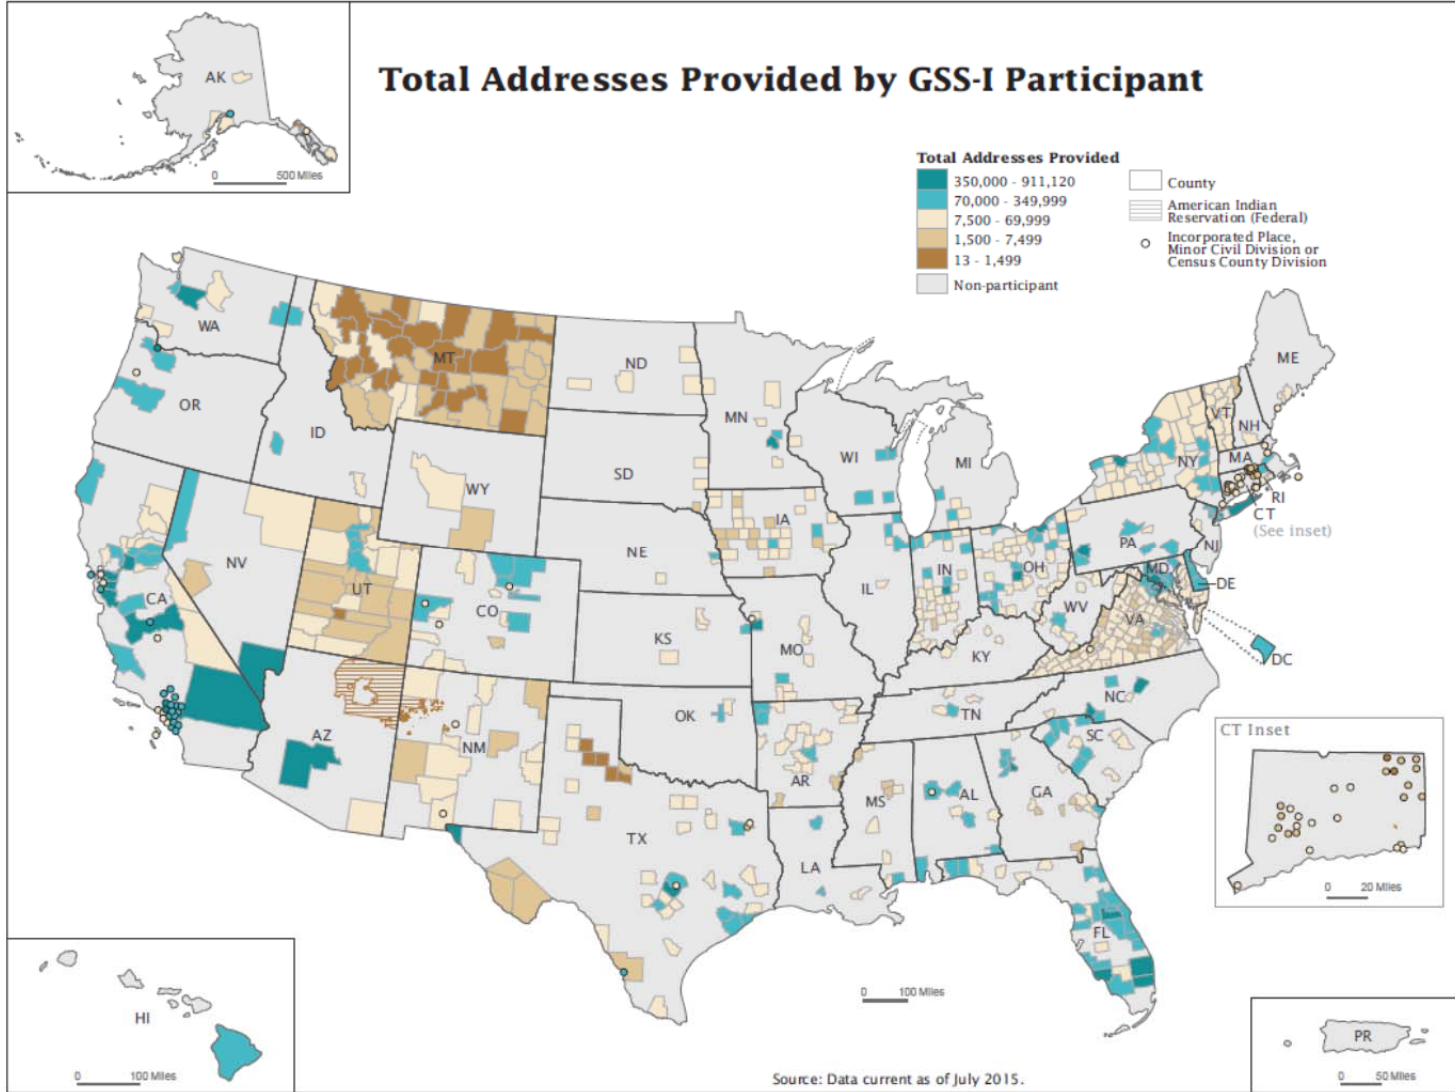 Total Addresses Provided by GSS-I Participant
AK
0 500 Miles
Total Addresses Provided
350,000 - 911,120
70,000 - 349,999
7,500 - 69,999
1,500 - 7,499
13 - 1,499
Non-participant
County
American Indian
Reservation (Federal)
Incorporated Place,
Minor Civil Division or
Census County Division
WA
MT
ND
MN
ME
OR
ID
WY
SD
WI
MI
VT
NH
NY
MA
RI
CT
(See inset)
NV
UT
CO
NE
IA
IL
IN
OH
PA
NJ
MD
DE
CA
KS
MO
KY
WV
VA
DC
AZ
NM
OK
AR
TN
NC
SC
TX
LA
MS
AL
GA
FL
CT Inset
0 20 Miles
0 100 Miles
HI
0 100 Miles
PR
0 50 Miles
Source: Data current as of July 2015.